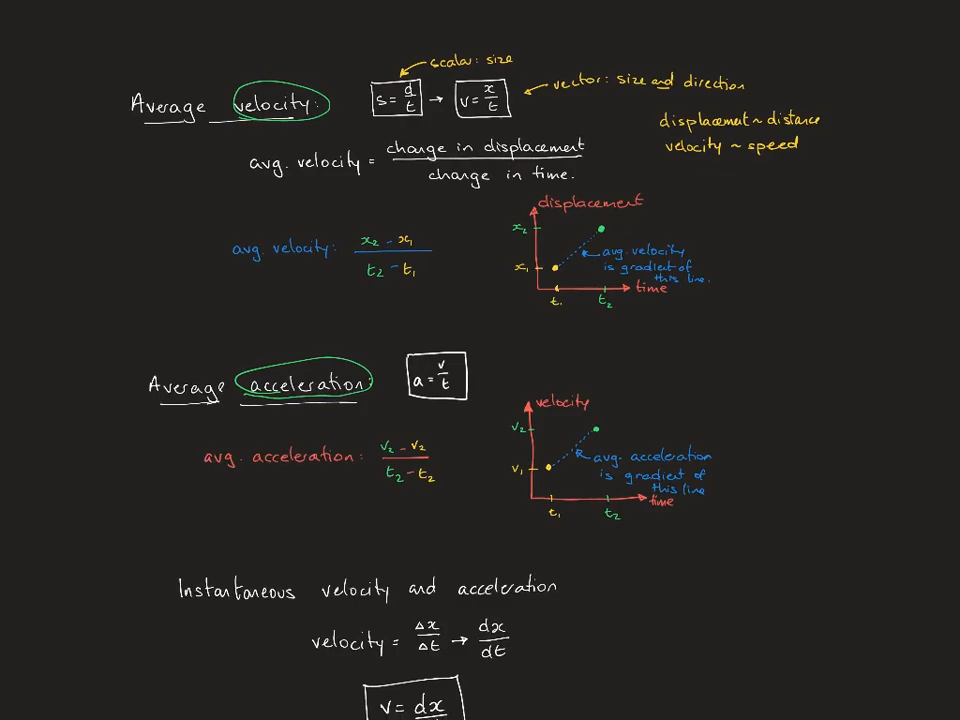 scalar: size
Average velocity: s = d/t → v = x/t
vector: size and direction
displacement ~ distance
velocity ~ speed
avg. velocity = change in displacement / change in time.
displacement
avg. velocity: x₂ - x₁ / t₂ - t₁
x₂
x₁
avg. velocity
is gradient of
this line.
time
t₁ t₂
Average acceleration: a = v/t
velocity
avg. acceleration: v₂ - v₂ / t₂ - t₂
v₂
v₁
avg. acceleration
is gradient of
this line
time
t₁ t₂
Instantaneous velocity and acceleration
velocity = Δx/Δt → dx/dt
v = dx